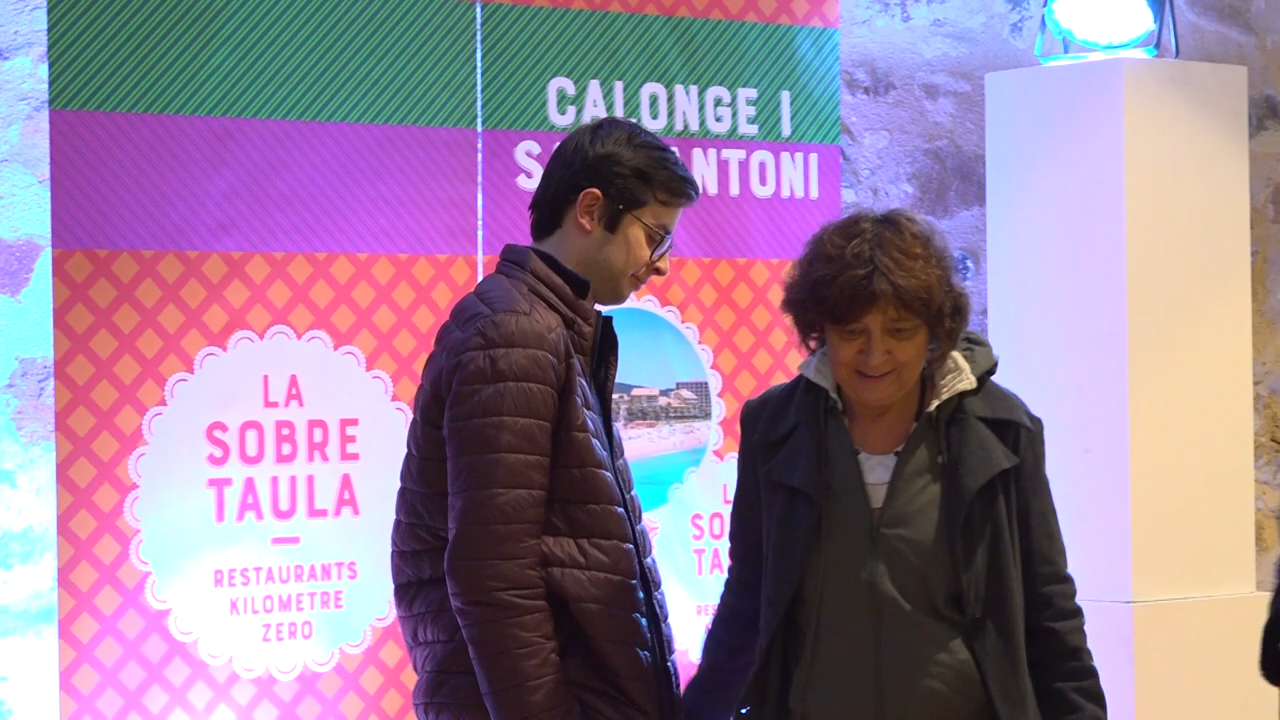 CALONGE I
ANTONI
LA
SOBRE
TAULA
RESTAURANTS
KILOMETRE
ZERO